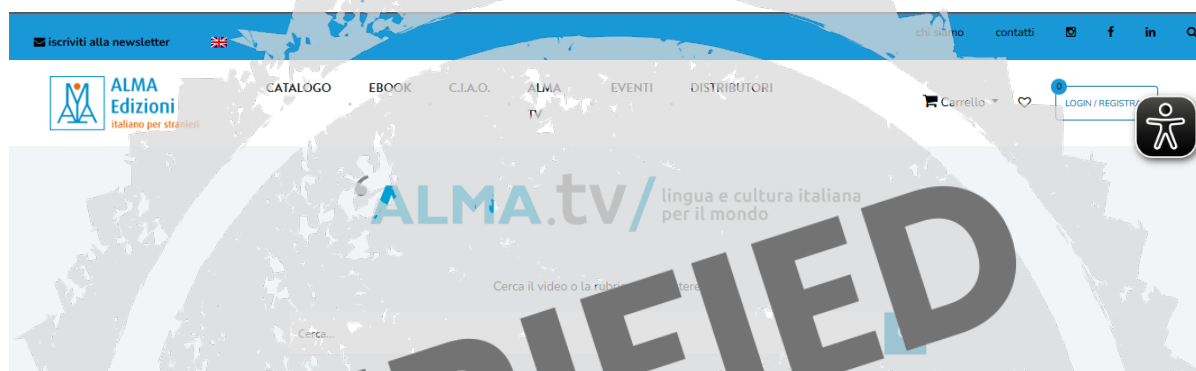 iscriviti alla newsletter
chi siamo contatti
ALMA
Edizioni
italiano per stranieri
CATALOGO EBOOK C.I.A.O. ALMA TV EVENTI DISTRIBUTORI
Carrello
0
LOGIN / REGISTRA
ALMA.tv/
lingua e cultura italiana
per il mondo
Cerca il video o la
Cerca...
RIFIED